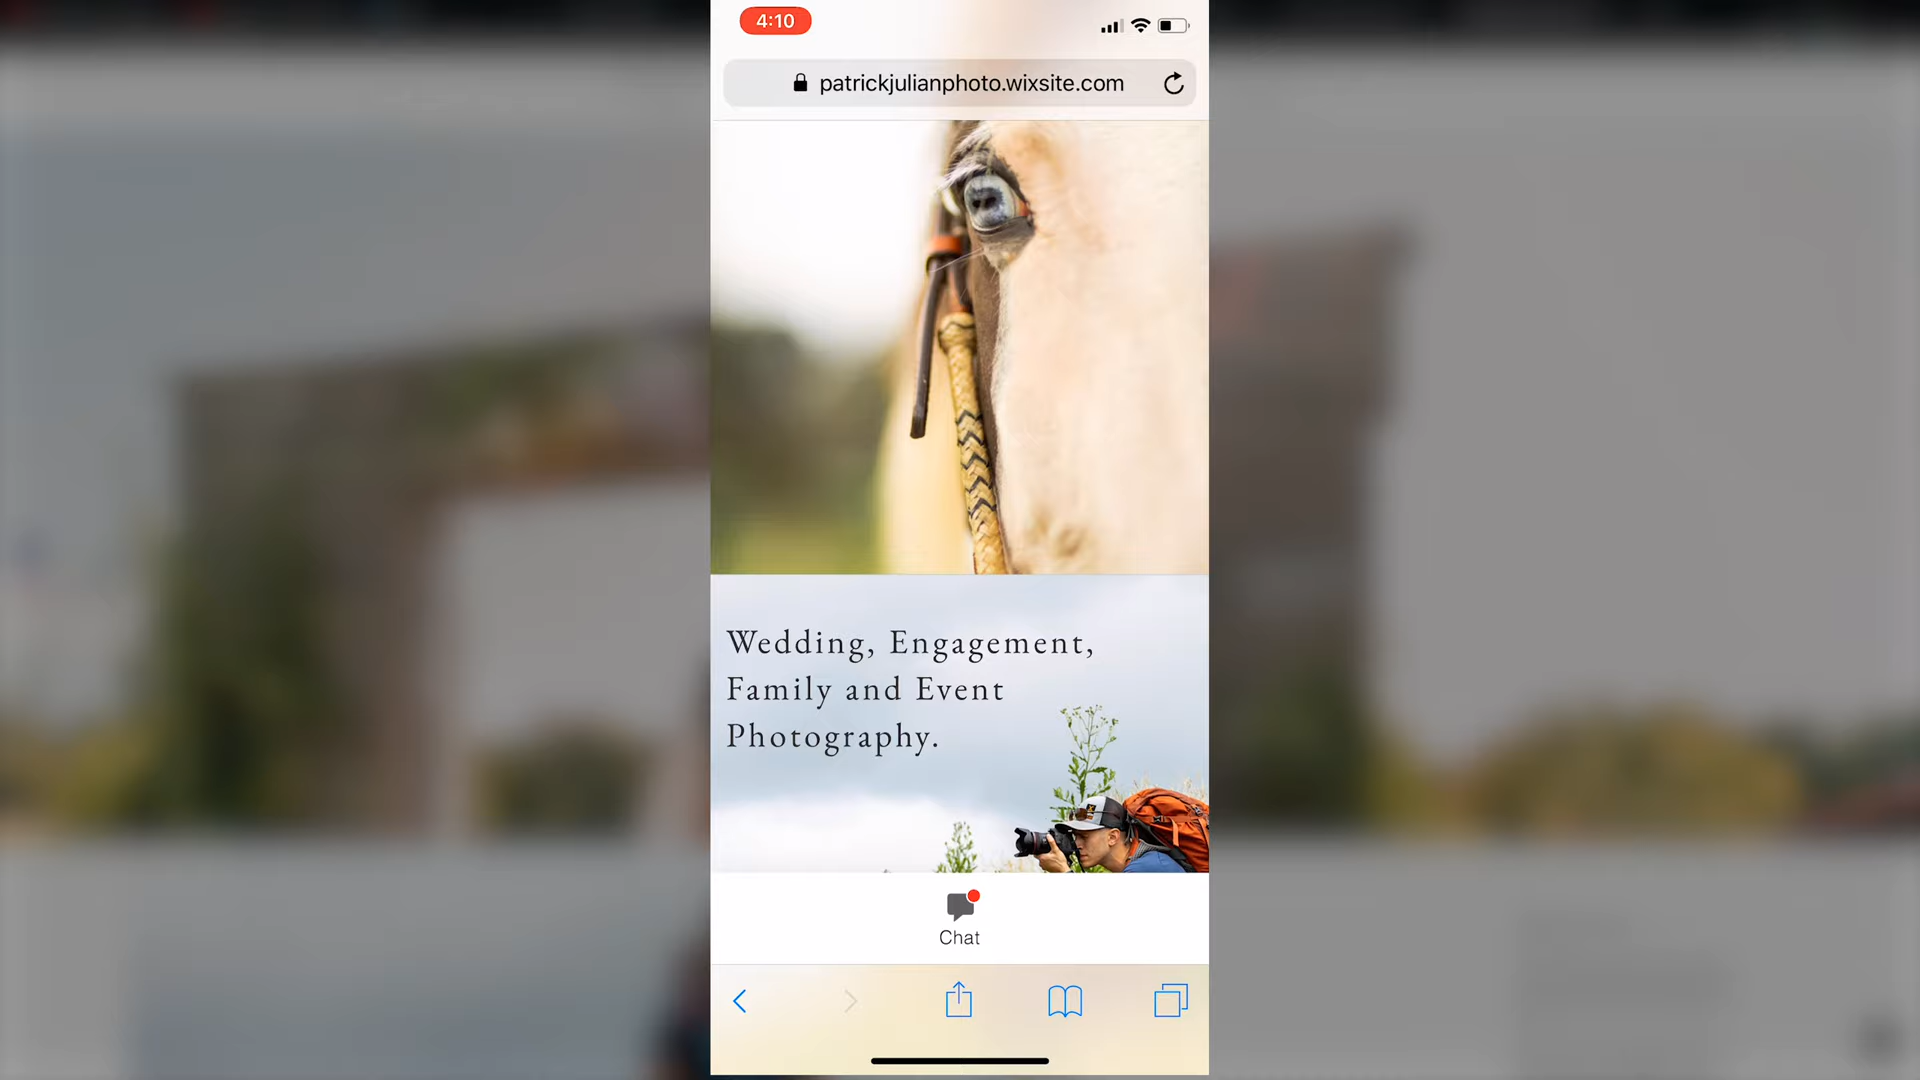 4:10
patrickjulianphoto.wixsite.com
Wedding, Engagement,
Family and Event
Photography.
Chat